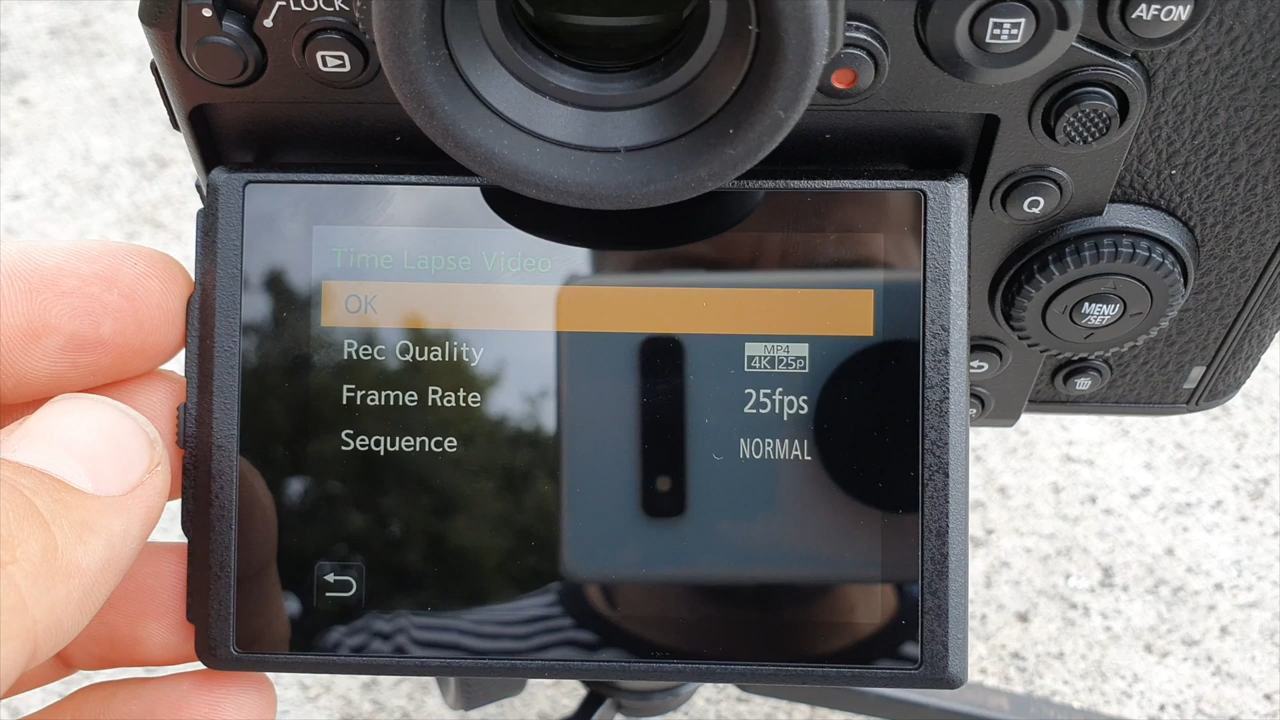 LOCK
AF ON
Q
MENU
/SET
Time Lapse Video
OK
Rec Quality MP4 4K 25p
Frame Rate 25fps
Sequence NORMAL